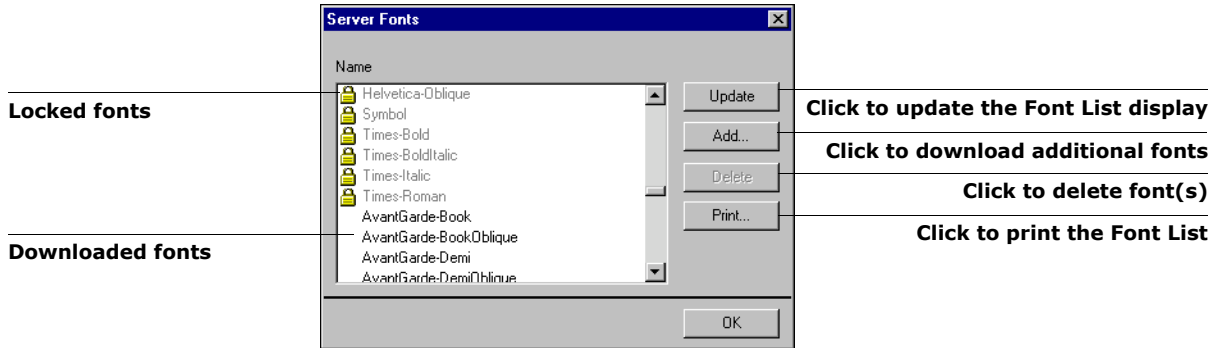 Server Fonts
Name
Helvetica-Oblique
Symbol
Times-Bold
Times-BoldItalic
Times-Italic
Times-Roman
AvantGarde-Book
AvantGarde-BookOblique
AvantGarde-Demi
AvantGarde-DemiOblique
Update
Add...
Delete
Print...
OK
Locked fonts
Downloaded fonts
Click to update the Font List display
Click to download additional fonts
Click to delete font(s)
Click to print the Font List